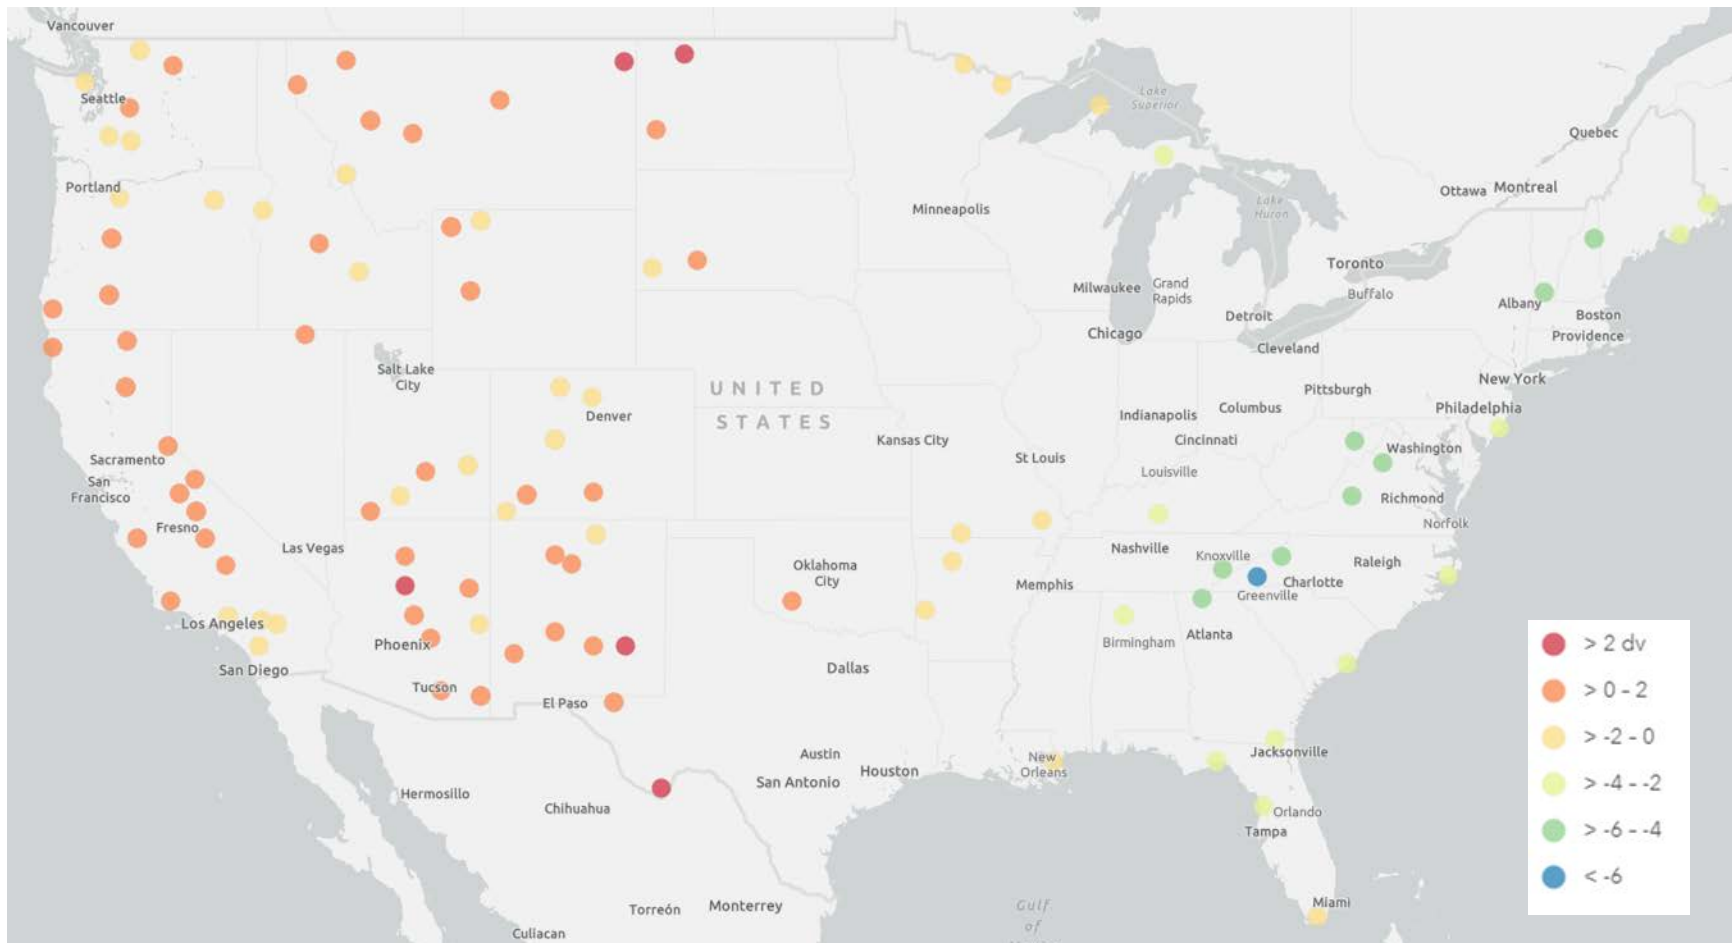 Vancouver
Seattle
Portland
Lake
Superior
Quebec
Ottawa
Montreal
Minneapolis
Lake
Huron
Toronto
Milwaukee
Grand
Rapids
Buffalo
Albany
Detroit
Boston
Chicago
Providence
Cleveland
Salt Lake
City
New York
UNITED
STATES
Pittsburgh
Denver
Indianapolis
Columbus
Philadelphia
Kansas City
Cincinnati
Washington
Sacramento
St Louis
Louisville
San
Francisco
Richmond
Fresno
Norfolk
Las Vegas
Nashville
Knoxville
Raleigh
Oklahoma
City
Memphis
Charlotte
Greenville
Los Angeles
Phoenix
Birmingham
Atlanta
San Diego
Dallas
Tucson
El Paso
Austin
New
Orleans
Jacksonville
Houston
San Antonio
Hermosillo
Chihuahua
Orlando
Tampa
Miami
Torreón
Monterrey
Gulf
of
Culiacan
> 2 dv
> 0 - 2
> -2 - 0
> -4 - -2
> -6 - -4
< -6